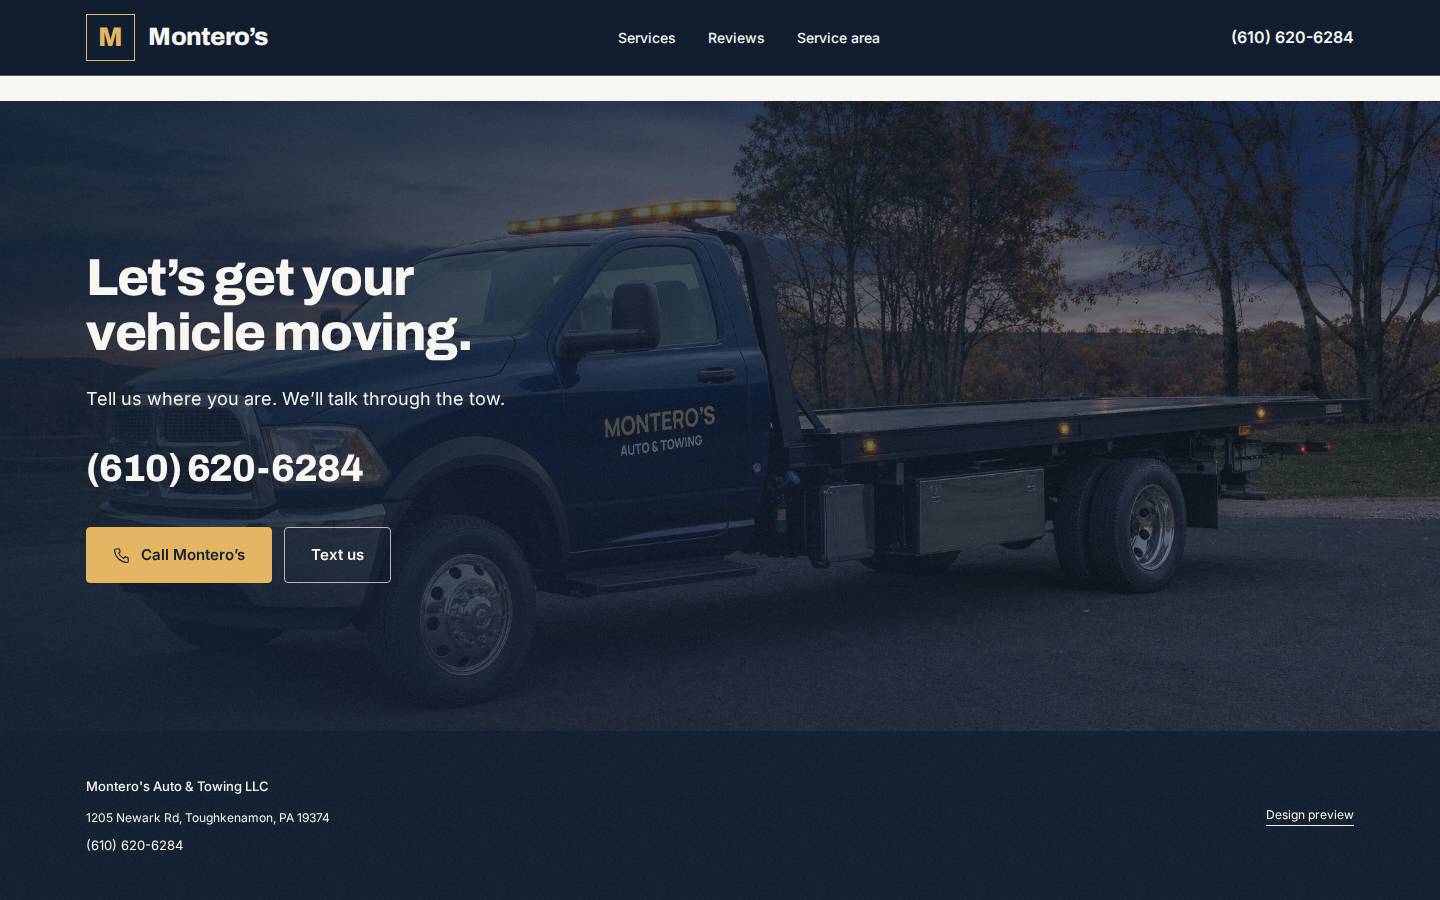 M
Montero’s
Services
Reviews
Service area
(610) 620-6284
Let’s get your
vehicle moving.
Tell us where you are. We’ll talk through the tow.
(610) 620-6284
Call Montero’s
Text us
MONTERO'S
AUTO & TOWING
Montero's Auto & Towing LLC
1205 Newark Rd, Toughkenamon, PA 19374
(610) 620-6284
Design preview